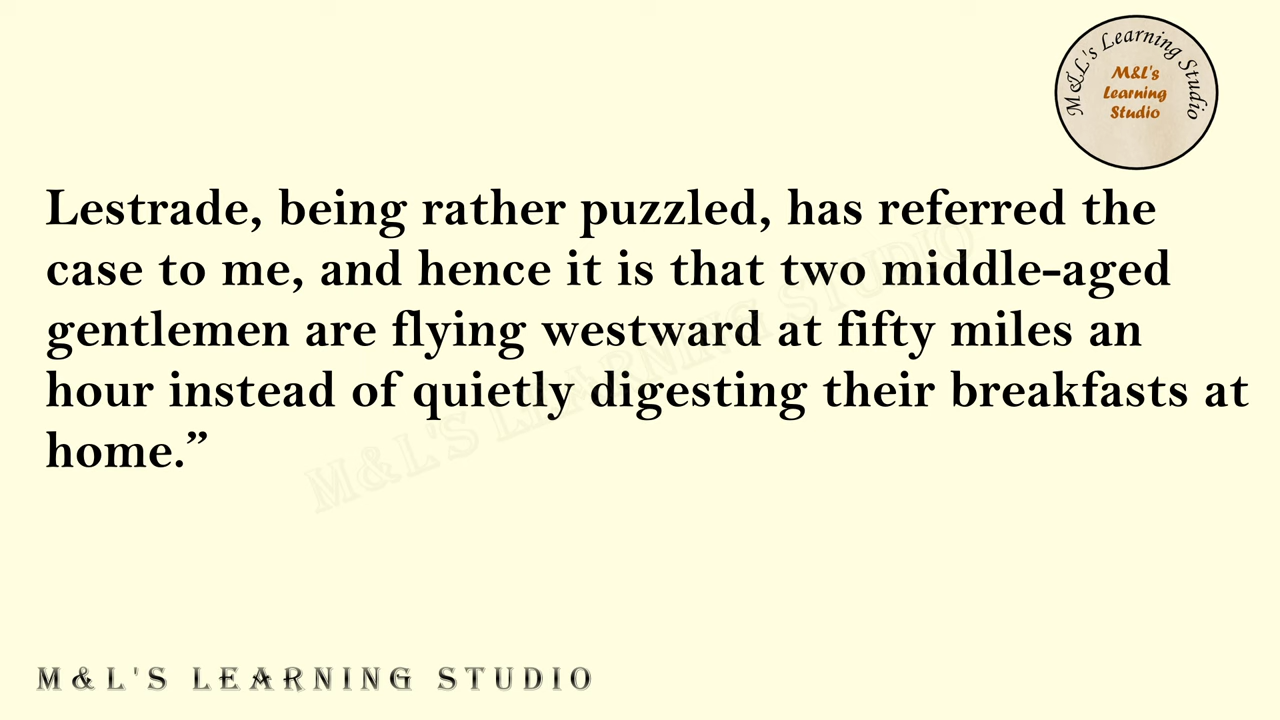 M&L's Learning Studio
M&L's
Learning
Studio
Lestrade, being rather puzzled, has referred the
case to me, and hence it is that two middle-aged
gentlemen are flying westward at fifty miles an
hour instead of quietly digesting their breakfasts at
home.”
M&L'S LEARNING STUDIO
M&L'S LEARNING STUDIO